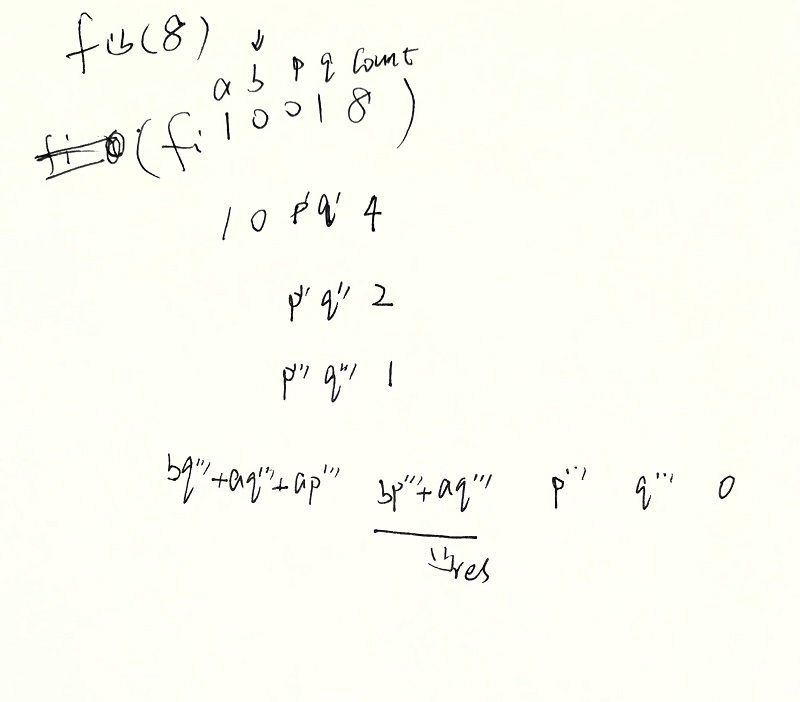 fib(8)
a b p q count
(fi 1 0 0 1 8 )
1 0 p' q' 4
p'' q'' 2
p''' q''' 1
bq'''+aq'''+ap''' bp'''+aq''' p''' q''' 0
res